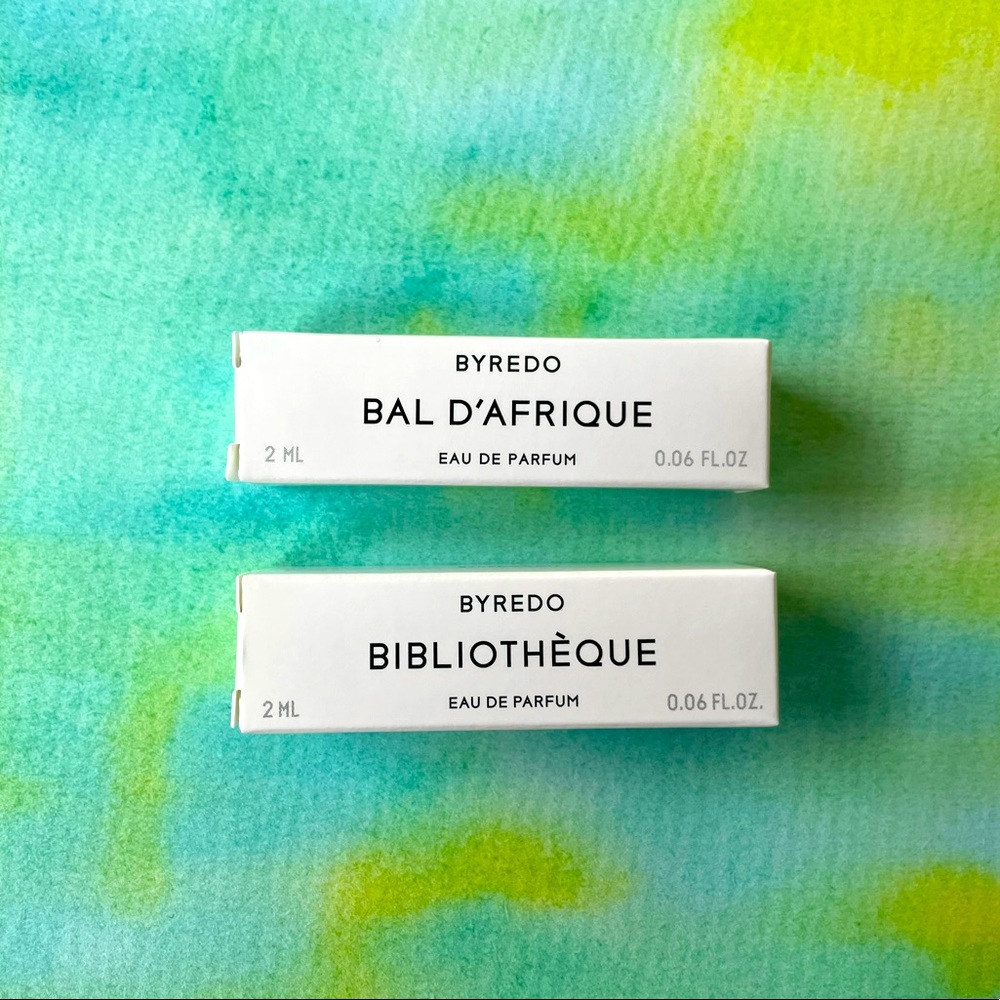 BYREDO
BAL D'AFRIQUE
2 ML EAU DE PARFUM 0.06 FL.OZ
BYREDO
BIBLIOTHÈQUE
2 ML EAU DE PARFUM 0.06 FL.OZ.